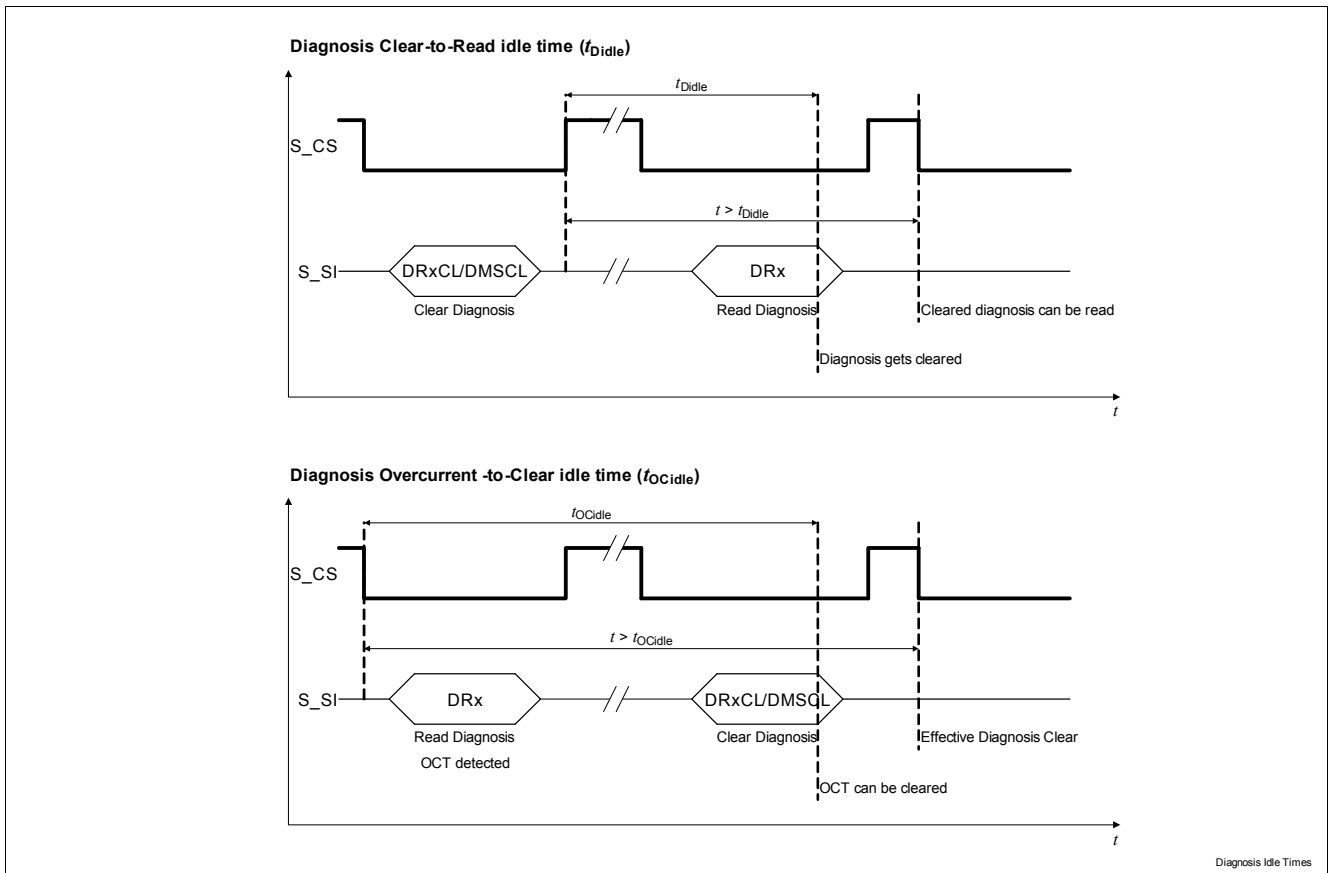 Diagnosis Clear-to-Read idle time (tDidle)
tDidle
S_CS
t > tDidle
S_SI
DRxCL/DMSCL
DRx
Clear Diagnosis
Read Diagnosis
Cleared diagnosis can be read
Diagnosis gets cleared
t
Diagnosis Overcurrent -to-Clear idle time (tOCidle)
tOCidle
S_CS
t > tOCidle
S_SI
DRx
DRxCL/DMSCL
Read Diagnosis
Clear Diagnosis
Effective Diagnosis Clear
OCT detected
OCT can be cleared
t
Diagnosis Idle Times